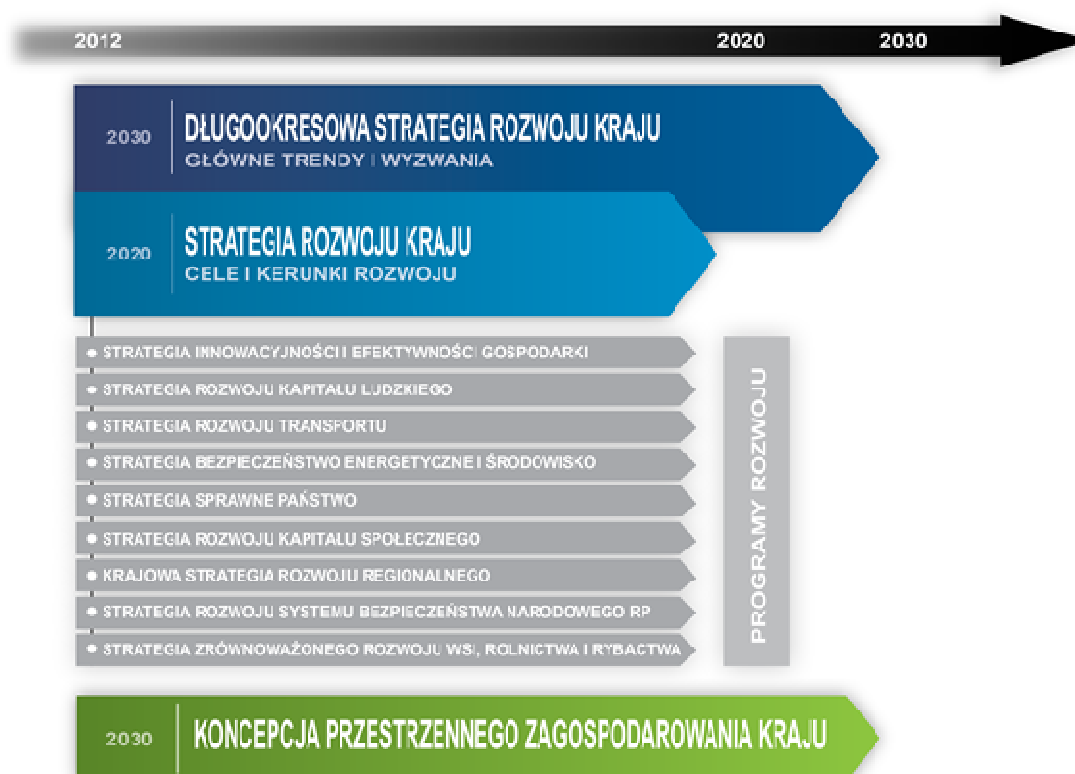 2012 2020 2030
2030
DŁUGOOKRESOWA STRATEGIA ROZWOJU KRAJU
GŁÓWNE TRENDY I WYZWANIA
2020
STRATEGIA ROZWOJU KRAJU
CELE I KERUNKI ROZWOJU
STRATEGIA INNOWACYJNOŚCI I EFEKTYWNOŚCI GOSPODARKI
STRATEGIA ROZWOJU KAPITAŁU LUDZKIEGO
STRATEGIA ROZWOJU TRANSPORTU
STRATEGIA BEZPIECZEŃSTWO ENERGETYCZNE I ŚRODOWISKO
STRATEGIA SPRAWNE PAŃSTWO
STRATEGIA ROZWOJU KAPITAŁU SPOŁECZNEGO
KRAJOWA STRATEGIA ROZWOJU REGIONALNEGO
STRATEGIA ROZWOJU SYSTEMU BEZPIECZEŃSTWA NARODOWEGO RP
STRATEGIA ZRÓWNOWAŻONEGO ROZWOJU WSI, ROLNICTWA I RYBACTWA
PROGRAMY ROZWOJU
2030
KONCEPCJA PRZESTRZENNEGO ZAGOSPODAROWANIA KRAJU